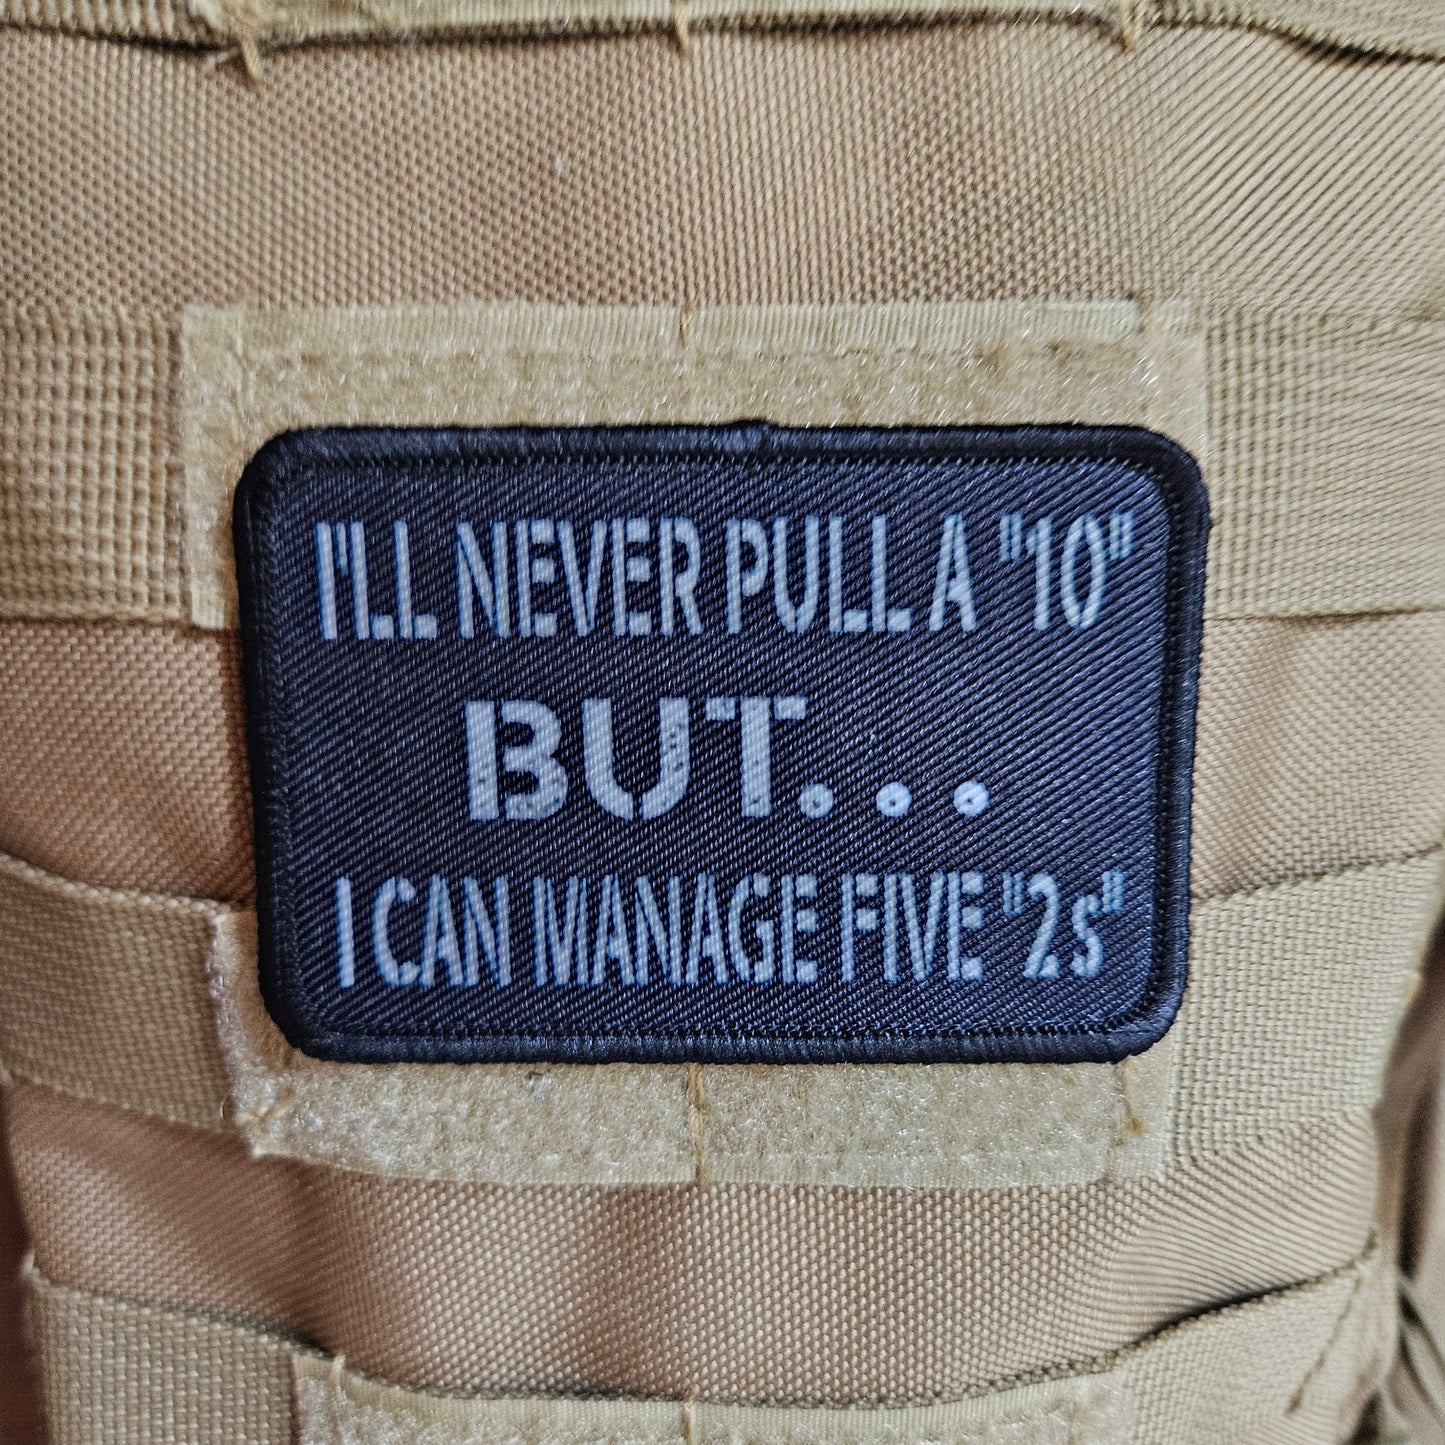 I'LL NEVER PULL A "10"
BUT...
I CAN MANAGE FIVE "2s"